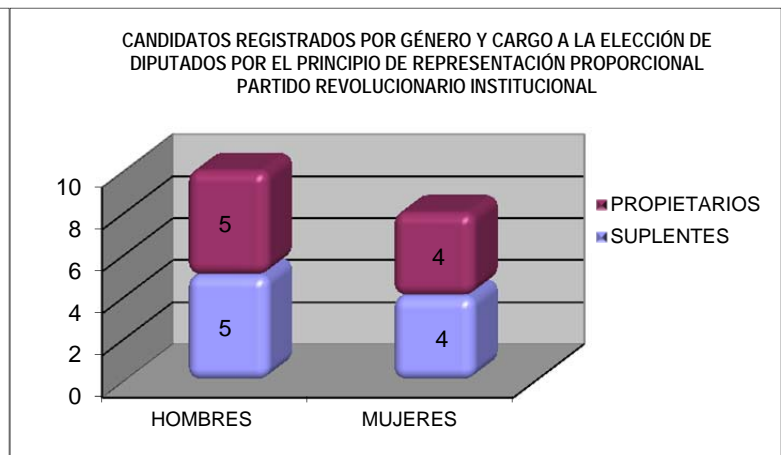 CANDIDATOS REGISTRADOS POR GÉNERO Y CARGO A LA ELECCIÓN DE
DIPUTADOS POR EL PRINCIPIO DE REPRESENTACIÓN PROPORCIONAL
PARTIDO REVOLUCIONARIO INSTITUCIONAL
10
8
6
4
2
0
5
5
4
4
HOMBRES
MUJERES
PROPIETARIOS
SUPLENTES